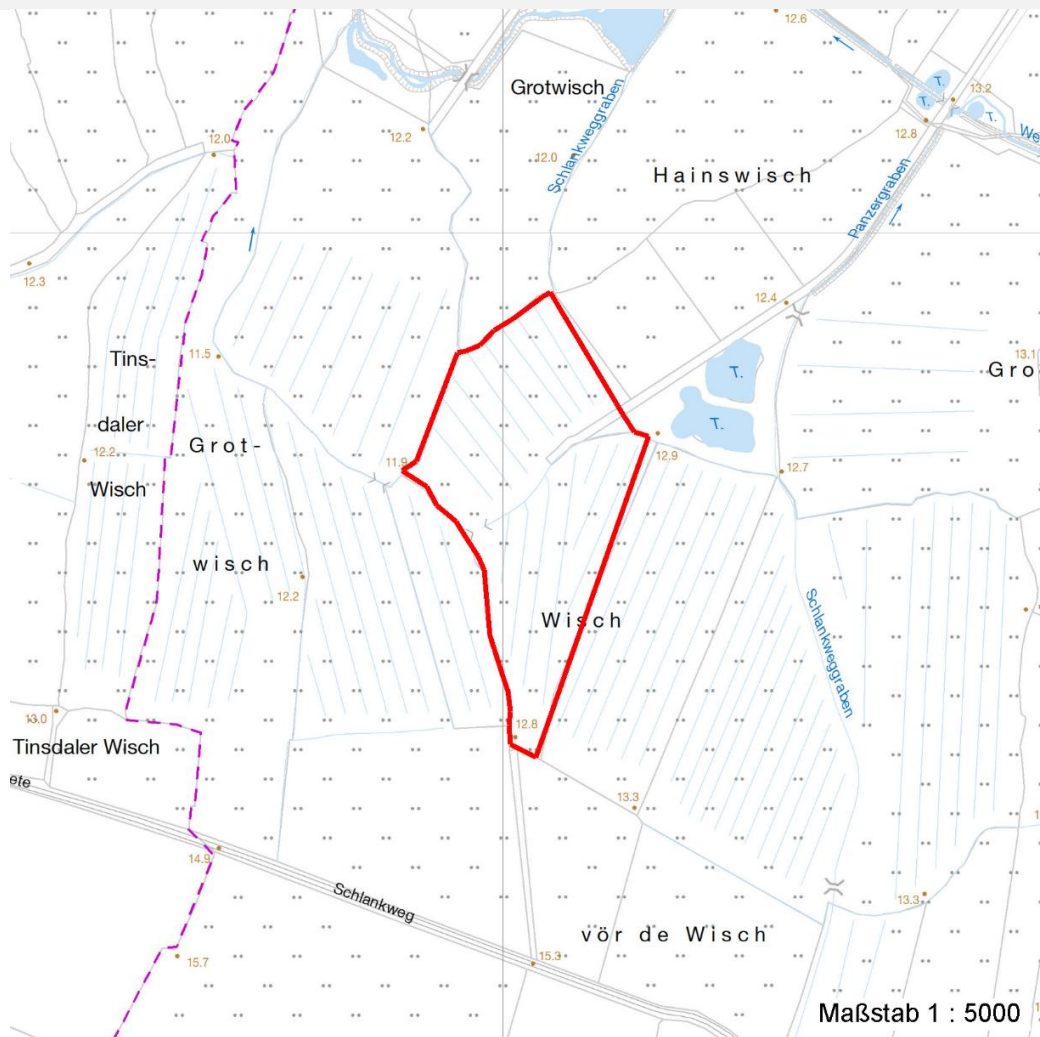 12.6
Grotwisch
T.
13.2
T.
T.
12.8
We
12.0
12.2
12.0
Schlankweggraben
Hainswisch
Panzergraben
12.3
12.4
11.5
Tins-
daler
Wisch
T.
13.1
Gro
T.
12.2
Grot-
wisch
11.9
12.9
12.7
12.2
Wisch
Schlankweggraben
13.0
12.8
Tinsdaler Wisch
ete
13.3
14.9
Schlankweg
13.3
vör de Wisch
15.7
15.3
Maßstab 1 : 5000